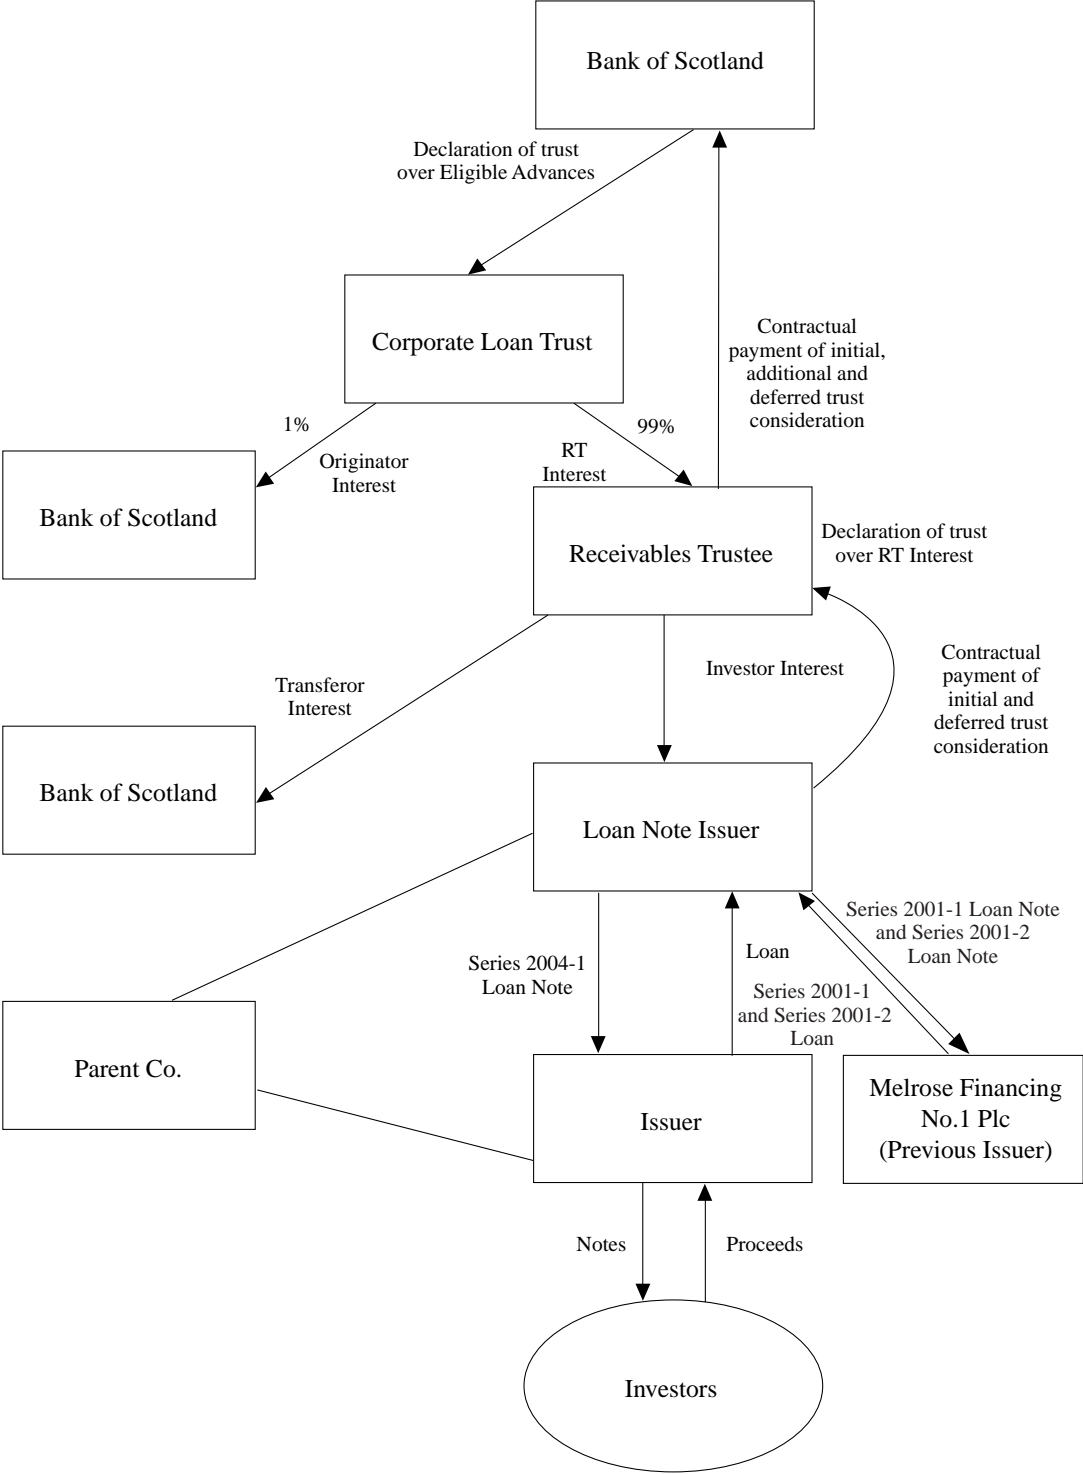 Bank of Scotland
Declaration of trust
over Eligible Advances
Corporate Loan Trust
Contractual
payment of initial,
additional and
deferred trust
consideration
1%
99%
Originator
Interest
RT
Interest
Bank of Scotland
Receivables Trustee
Declaration of trust
over RT Interest
Transferor
Interest
Investor Interest
Contractual
payment of
initial and
deferred trust
consideration
Bank of Scotland
Loan Note Issuer
Series 2001-1 Loan Note
and Series 2001-2
Loan Note
Series 2004-1
Loan Note
Loan
Series 2001-1
and Series 2001-2
Loan
Parent Co.
Issuer
Melrose Financing
No.1 Plc
(Previous Issuer)
Notes
Proceeds
Investors